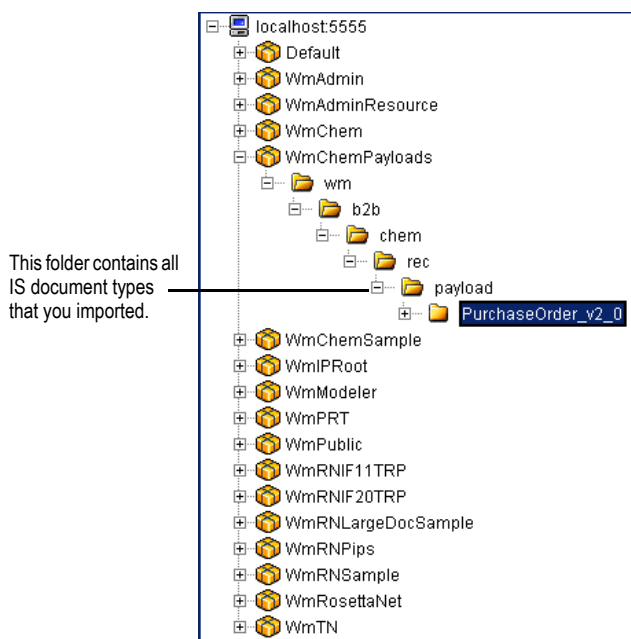 localhost:5555
Default
WmAdmin
WmAdminResource
WmChem
WmChemPayloads
wm
b2b
chem
rec
payload
PurchaseOrder_v2_0
This folder contains all
IS document types
that you imported.
WmChemSample
WmIPRoot
WmModeler
WmPRT
WmPublic
WmRNIF11TRP
WmRNIF20TRP
WmRNLargeDocSample
WmRNPips
WmRNSample
WmRosettaNet
WmTN